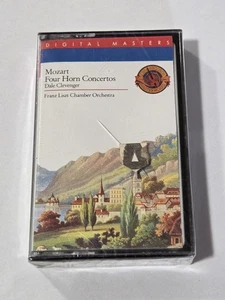 DIGITAL MASTERS
Mozart
Four Horn Concertos
Dale Clevenger
Franz Liszt Chamber Orchestra